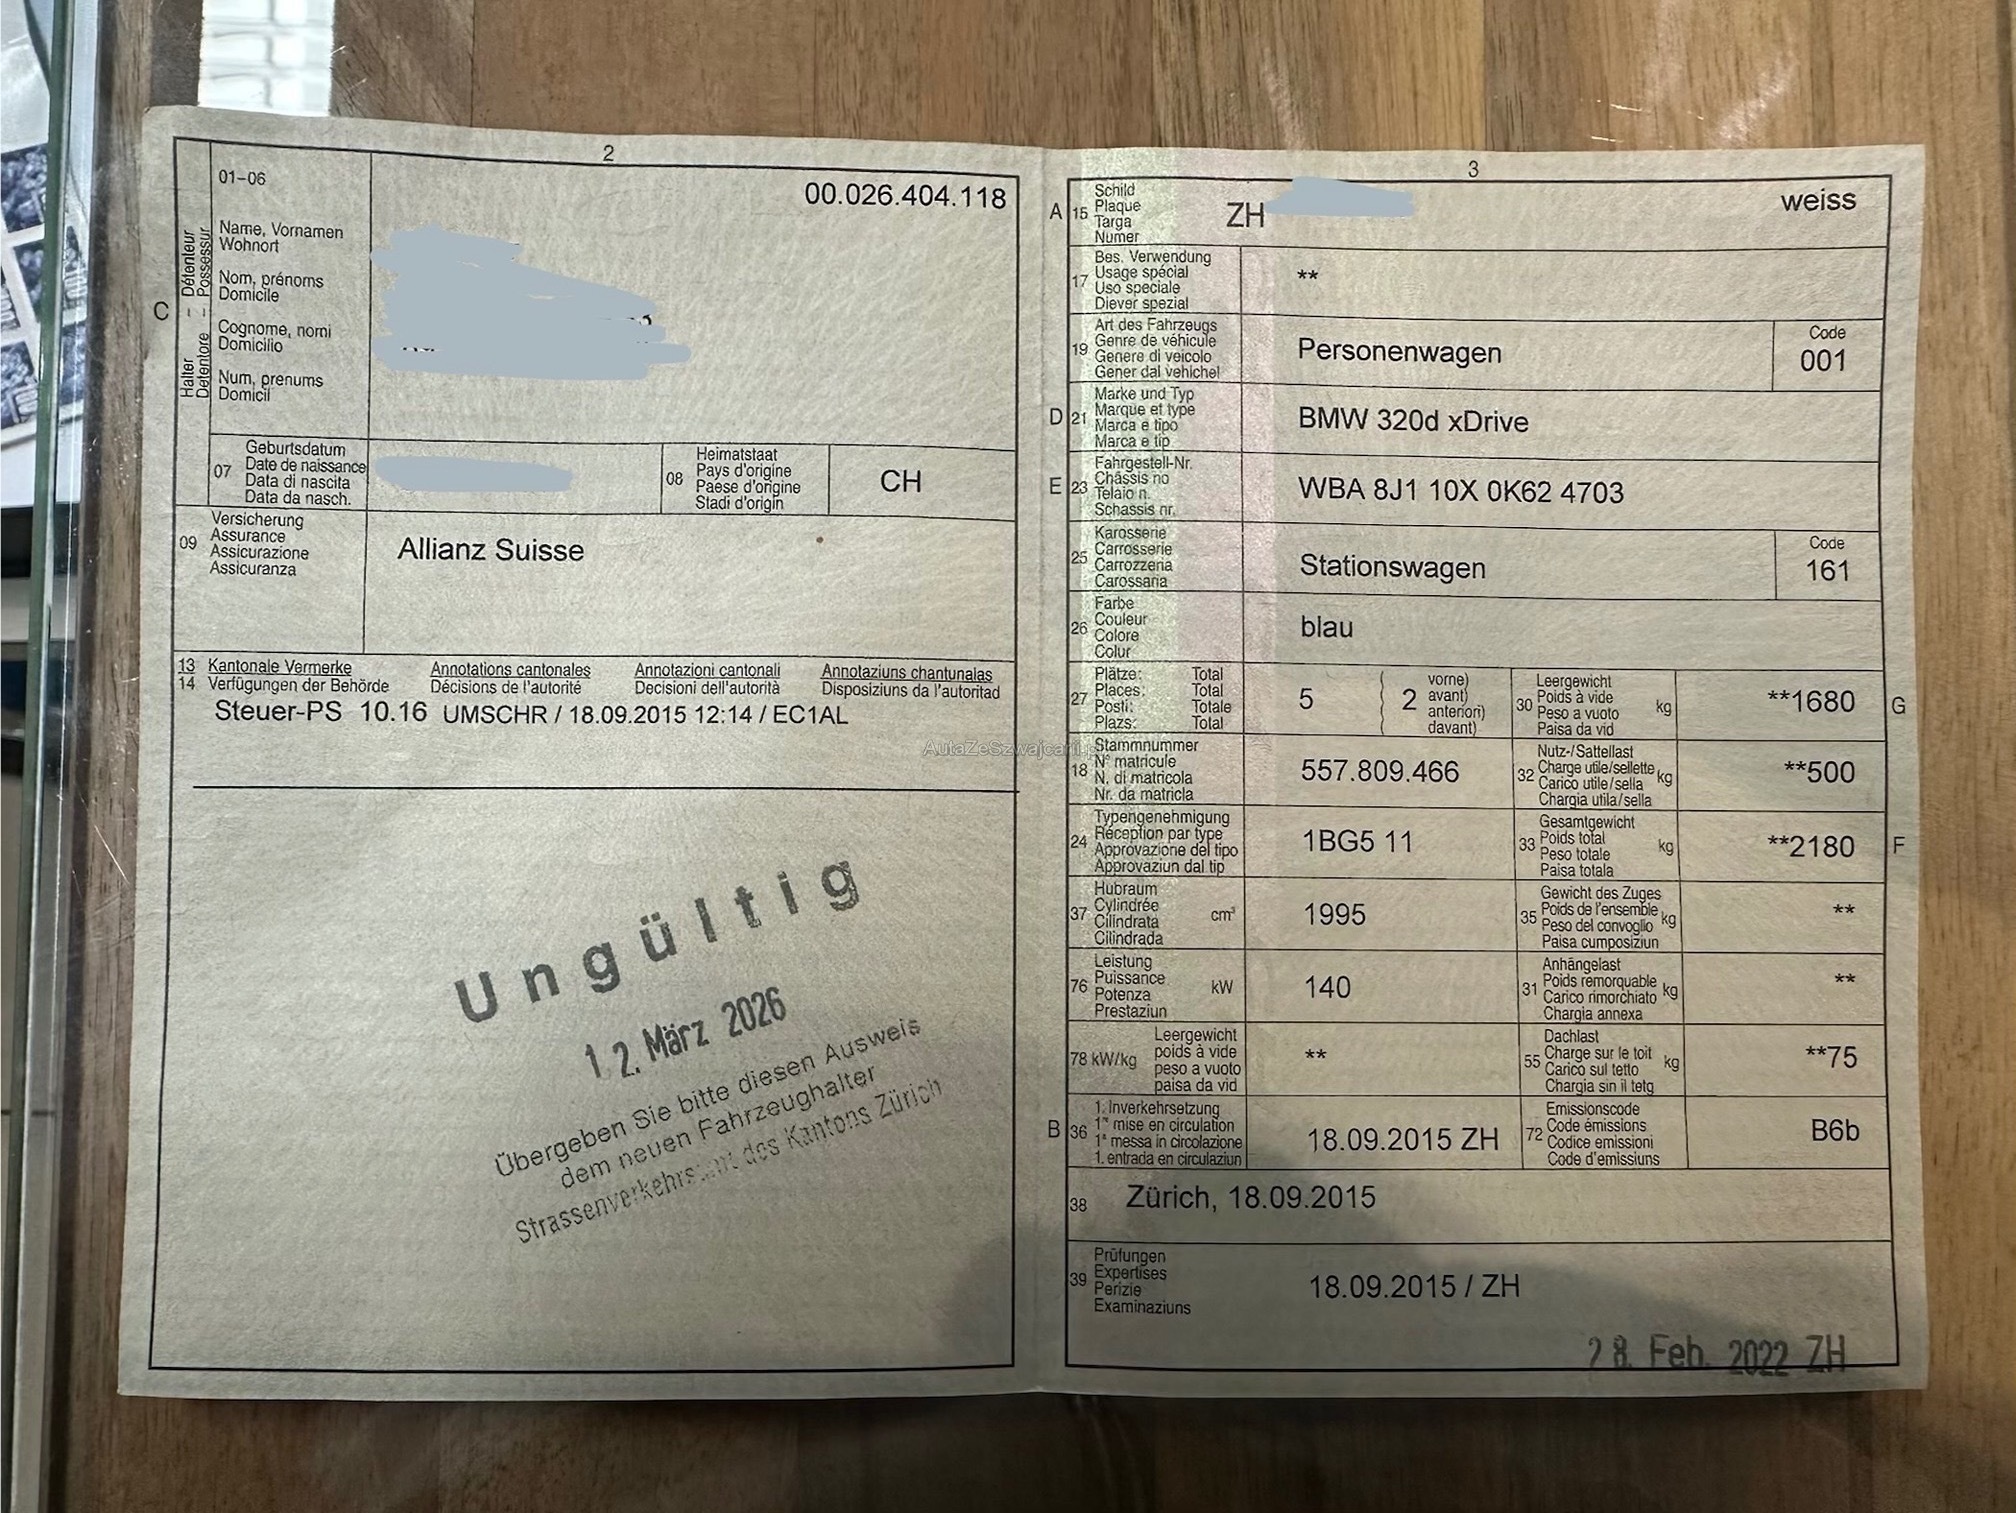 2
01-06
00.026.404.118
C
Halter – Détenteur
Detentore – Possessur
Name, Vornamen
Wohnort
Nom, prénoms
Domicile
Cognome, nomi
Domicilio
Num, prenums
Domicil
07
Geburtsdatum
Date de naissance
Data di nascita
Data da nasch.
08
Heimatstaat
Pays d'origine
Paese d'origine
Stadi d'origin
CH
09
Versicherung
Assurance
Assicurazione
Assicuranza
Allianz Suisse
13 Kantonale Vermerke Annotations cantonales Annotazioni cantonali Annotaziuns chantunalas
14 Verfügungen der Behörde Décisions de l'autorité Decisioni dell'autorità Disposiziuns da l'autoritad
Steuer-PS 10.16 UMSCHR / 18.09.2015 12:14 / EC1AL
Ungültig
12. März 2026
Übergeben Sie bitte diesen Ausweis
dem neuen Fahrzeughalter
des Kantons Zürich
3
A 15
Schild
Plaque
Targa
Numer
ZH
weiss
17
Bes. Verwendung
Usage spécial
Uso speciale
Diever spezial
**
19
Art des Fahrzeugs
Genre de véhicule
Genere di veicolo
Gener dal vehichel
Personenwagen
Code
001
D 21
Marke und Typ
Marque et type
Marca e tipo
Marca e tip
BMW 320d xDrive
E 23
Fahrgestell-Nr.
Châssis no
Telaio n.
Schassis nr.
WBA 8J1 10X 0K62 4703
25
Karosserie
Carrosserie
Carrozzeria
Carossaria
Stationswagen
Code
161
26
Farbe
Couleur
Colore
Colur
blau
27
Plätze: Total
Places: Total
Posti: Totale
Plazs: Total
5
2
vorne)
avant)
anteriori)
davant)
30
Leergewicht
Poids à vide
Peso a vuoto
Paisa da vid
kg
**1680
G
AutaZeSzwajcarii.p
18
Stammnummer
N° matricule
N. di matricola
Nr. da matricla
557.809.466
32
Nutz-/Sattellast
Charge utile/sellette
Carico utile/sella
Chargia utila/sella
kg
**500
24
Typengenehmigung
Réception par type
Approvazione del tipo
Approvaziun dal tip
1BG5 11
33
Gesamtgewicht
Poids total
Peso totale
Paisa totala
kg
**2180
F
37
Hubraum
Cylindrée
Cilindrata
Cilindrada
cm³
1995
35
Gewicht des Zuges
Poids de l'ensemble
Peso del convoglio
Paisa cumposiziun
kg
**
76
Leistung
Puissance
Potenza
Prestaziun
kW
140
31
Anhängelast
Poids remorquable
Carico rimorchiato
Chargia annexa
kg
**
78 kW/kg
Leergewicht
poids à vide
peso a vuoto
paisa da vid
**
55
Dachlast
Charge sur le toit
Carico sul tetto
Chargia sin il tetg
kg
**75
B 36
1. Inverkehrsetzung
1re mise en circulation
1a messa in circolazione
1. entrada en circulaziun
18.09.2015 ZH
72
Emissionscode
Code émissions
Codice emissioni
Code d'emissiuns
B6b
38
Zürich, 18.09.2015
39
Prüfungen
Expertises
Perizie
Examinaziuns
18.09.2015 / ZH
28. Feb. 2022 ZH